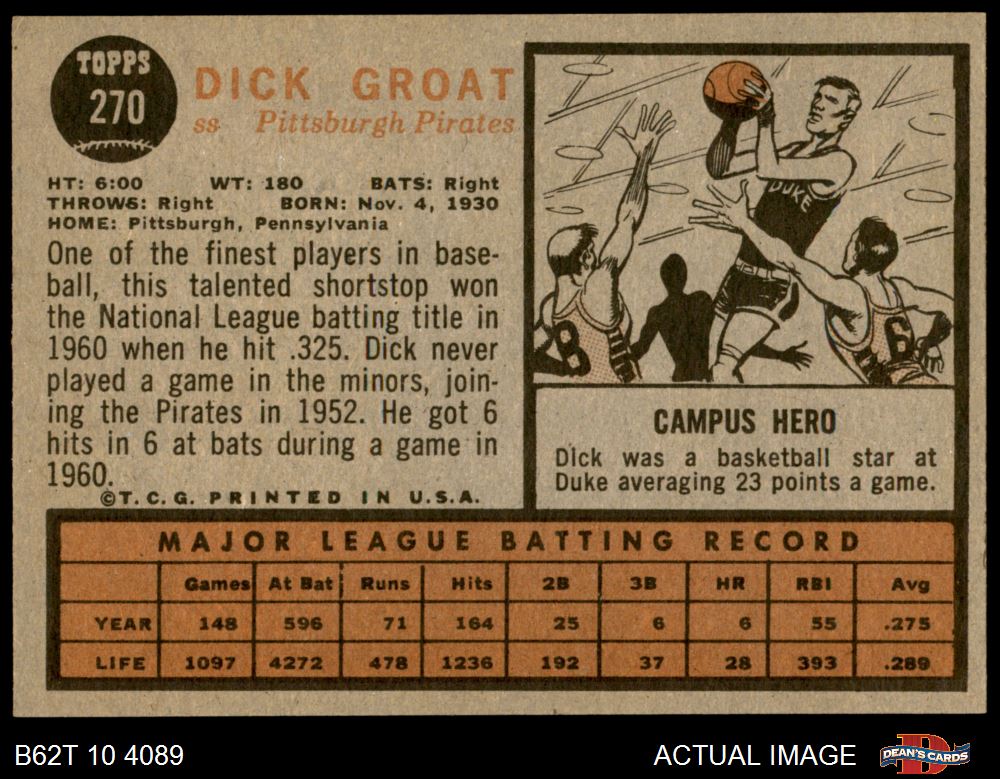 TOPPS
270
DICK GROAT
ss Pittsburgh Pirates
HT: 6:00 WT: 180 BATS: Right
THROWS: Right BORN: Nov. 4, 1930
HOME: Pittsburgh, Pennsylvania
One of the finest players in base-
ball, this talented shortstop won
the National League batting title in
1960 when he hit .325. Dick never
played a game in the minors, join-
ing the Pirates in 1952. He got 6
hits in 6 at bats during a game in
1960.
©T.C.G. PRINTED IN U.S.A.
DUKE
8
6
CAMPUS HERO
Dick was a basketball star at
Duke averaging 23 points a game.
MAJOR LEAGUE BATTING RECORD
Games At Bat Runs Hits 2B 3B HR RBI Avg
YEAR 148 596 71 164 25 6 6 55 .275
LIFE 1097 4272 478 1236 192 37 28 393 .289
B62T 10 4089
ACTUAL IMAGE
DEAN'S CARDS